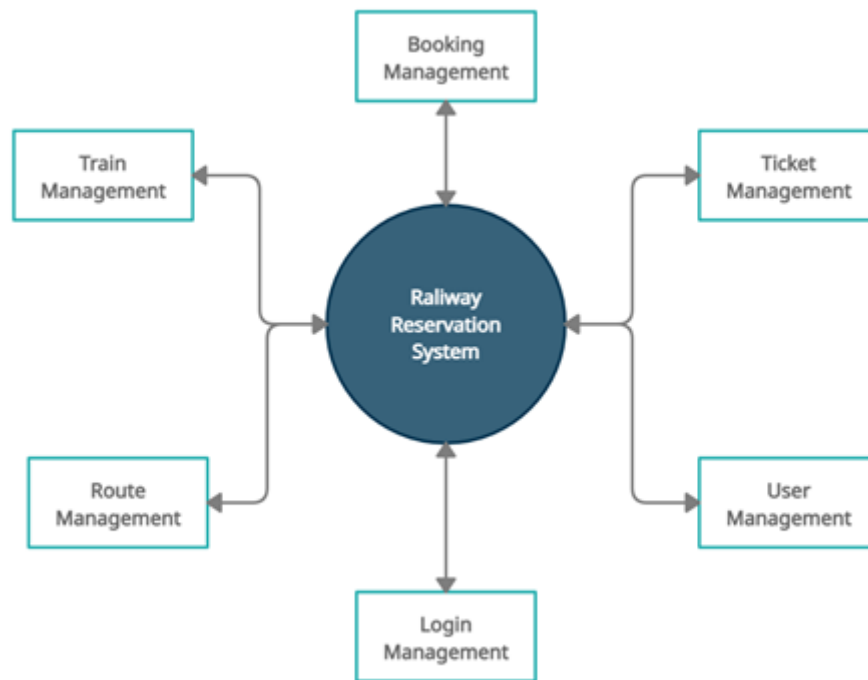 Booking
Management
Train
Management
Ticket
Management
Raliway
Reservation
System
Route
Management
User
Management
Login
Management